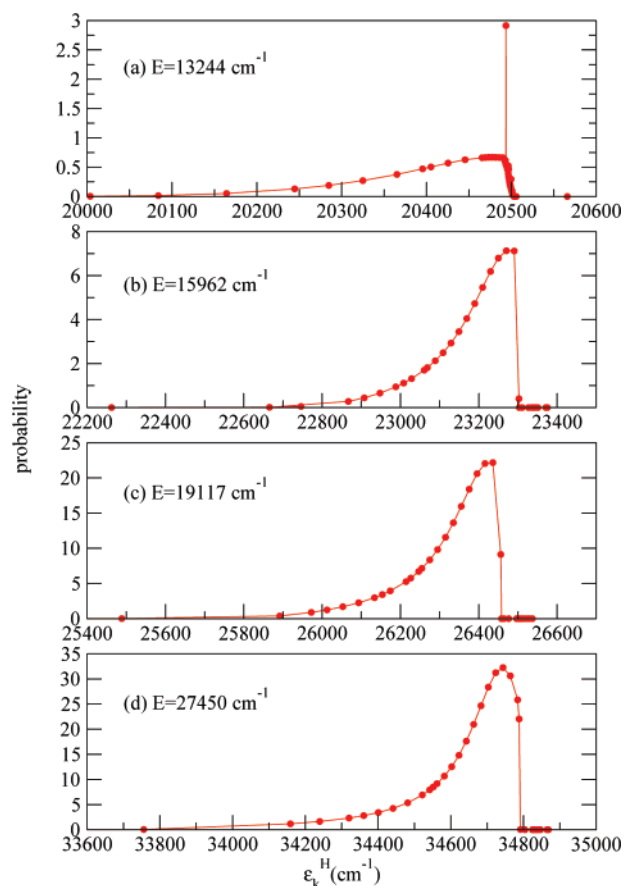 3
2.5
(a) E=13244 cm-1
2
1.5
1
0.5
0
20000 20100 20200 20300 20400 20500 20600
8
(b) E=15962 cm-1
6
4
2
0
22200 22400 22600 22800 23000 23200 23400
probability
25
20
(c) E=19117 cm-1
15
10
5
0
25400 25600 25800 26000 26200 26400 26600
35
30
(d) E=27450 cm-1
25
20
15
10
5
0
33600 33800 34000 34200 34400 34600 34800 35000
εkH(cm-1)